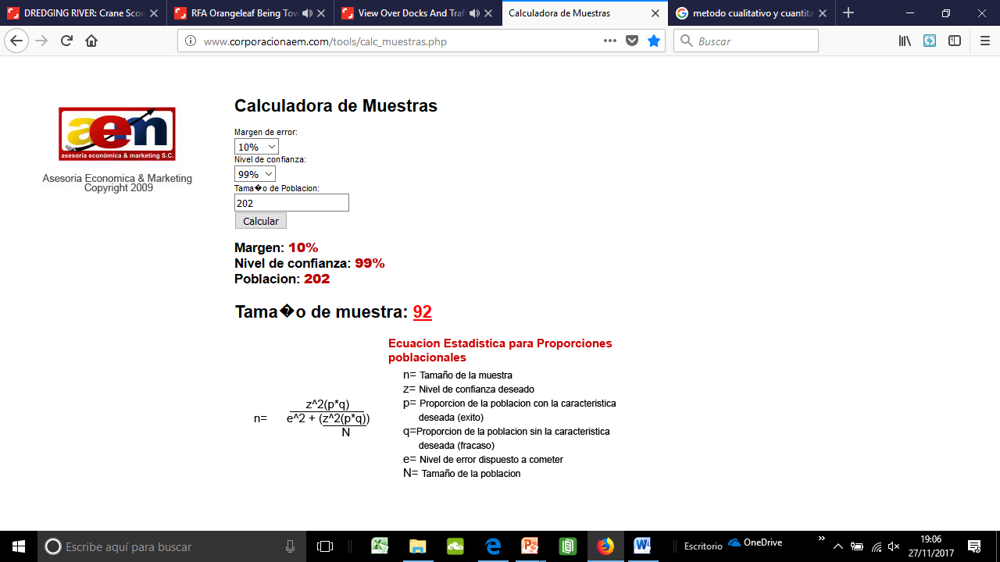 DREDGING RIVER: Crane Scoo
RFA Orangeleaf Being Tow
View Over Docks And Traf
Calculadora de Muestras
metodo cualitativo y cuantita
www.corporacionaem.com/tools/calc_muestras.php
Buscar
aem
asesoría económica & marketing S.C.
Asesoria Economica & Marketing
Copyright 2009
Calculadora de Muestras
Margen de error:
10%
Nivel de confianza:
99%
Tama�o de Poblacion:
202
Calcular
Margen: 10%
Nivel de confianza: 99%
Poblacion: 202
Tama�o de muestra: 92
Ecuacion Estadistica para Proporciones
poblacionales
n= Tamaño de la muestra
z= Nivel de confianza deseado
p= Proporcion de la poblacion con la caracteristica
deseada (exito)
q=Proporcion de la poblacion sin la caracteristica
deseada (fracaso)
e= Nivel de error dispuesto a cometer
N= Tamaño de la poblacion
z^2(p*q)
n= e^2 + (z^2(p*q))
N
Escribe aquí para buscar
Escritorio
OneDrive
19:06
27/11/2017